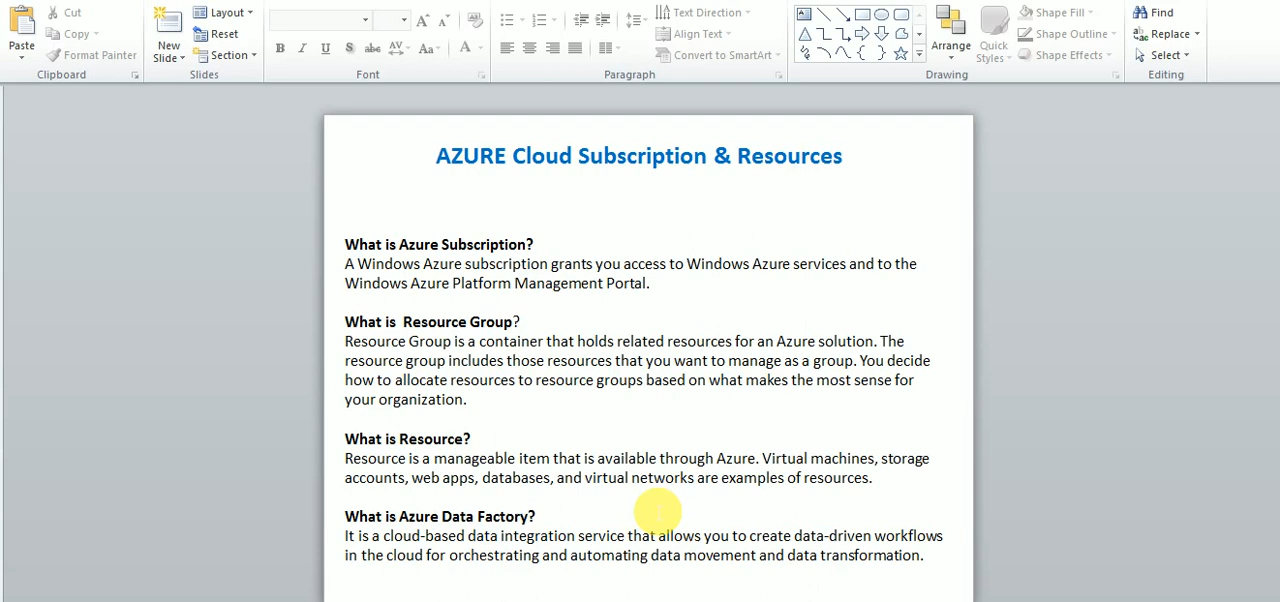 Paste
Cut
Copy
Format Painter
Clipboard
New
Slide
Layout
Reset
Section
Slides
B I U S abc AV Aa A
Font
Paragraph
Text Direction
Align Text
Convert to SmartArt
Arrange
Quick
Styles
Shape Fill
Shape Outline
Shape Effects
Drawing
Find
Replace
Select
Editing
AZURE Cloud Subscription & Resources
What is Azure Subscription?
A Windows Azure subscription grants you access to Windows Azure services and to the
Windows Azure Platform Management Portal.
What is Resource Group?
Resource Group is a container that holds related resources for an Azure solution. The
resource group includes those resources that you want to manage as a group. You decide
how to allocate resources to resource groups based on what makes the most sense for
your organization.
What is Resource?
Resource is a manageable item that is available through Azure. Virtual machines, storage
accounts, web apps, databases, and virtual networks are examples of resources.
What is Azure Data Factory?
It is a cloud-based data integration service that allows you to create data-driven workflows
in the cloud for orchestrating and automating data movement and data transformation.